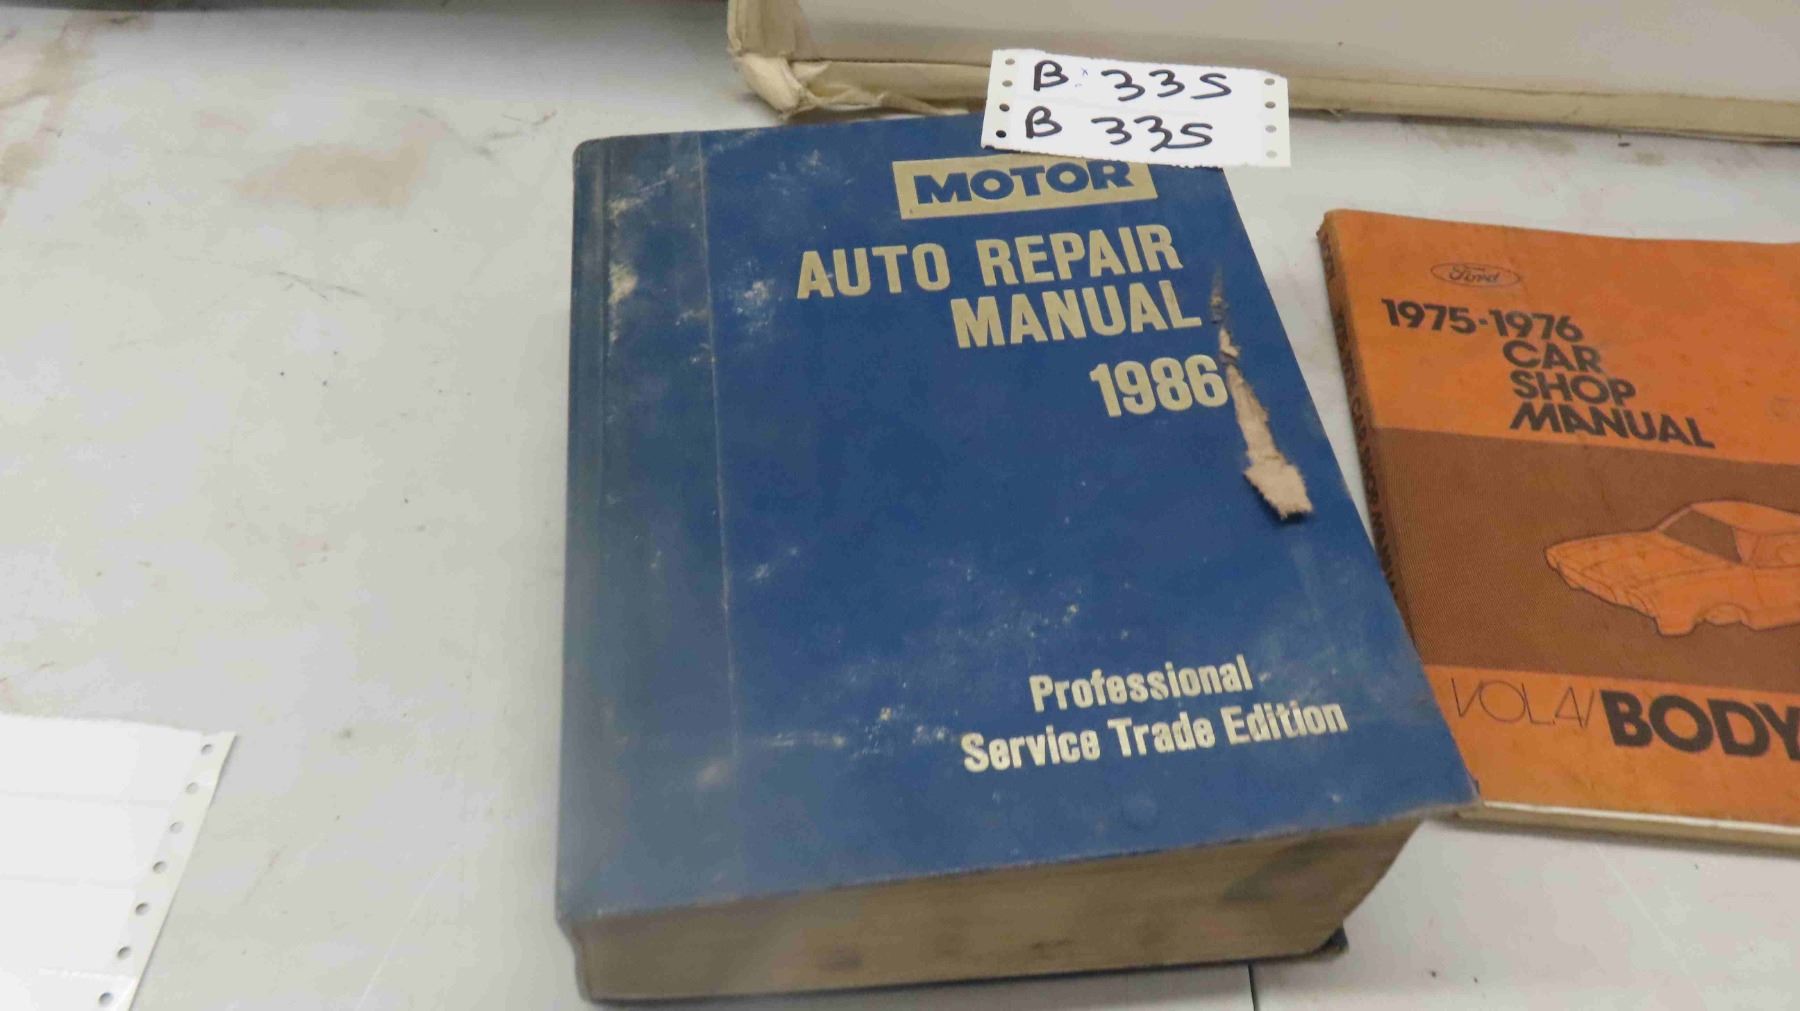 B 335
B 335
MOTOR
AUTO REPAIR
MANUAL
1986
Professional
Service Trade Edition
Ford
1975-1976
CAR
SHOP
MANUAL
VOL.4/BODY